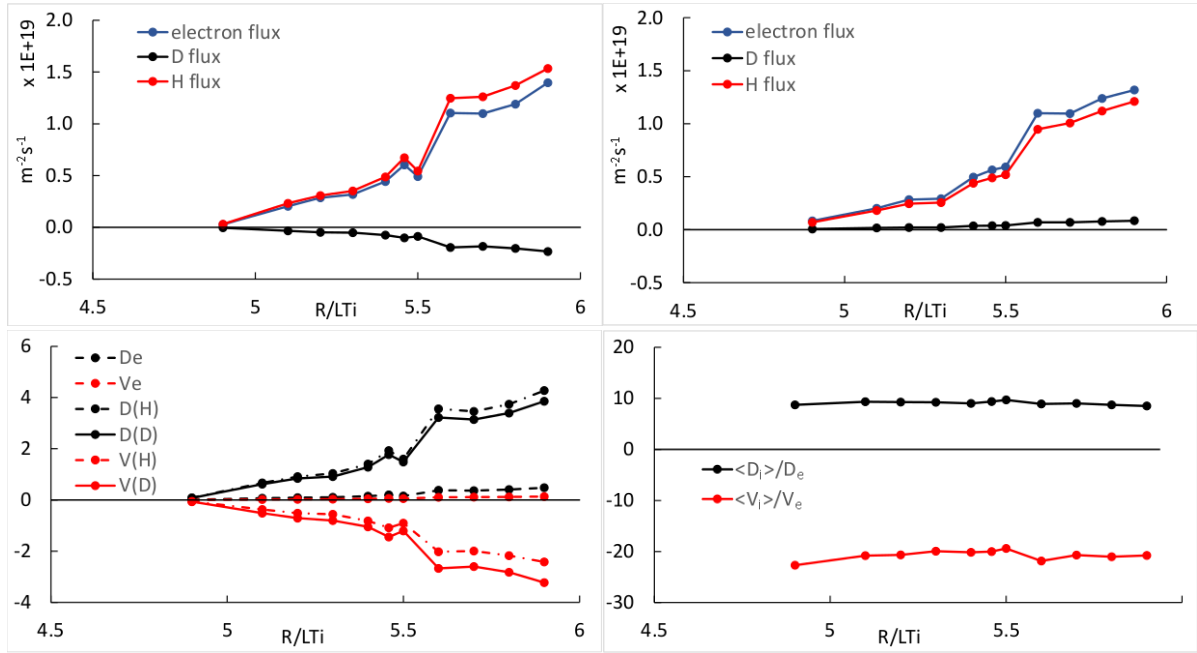 2.0
1.5
1.0
0.5
0.0
-0.5
x 1E+19
m⁻²s⁻¹
electron flux
D flux
H flux
4.5
5
5.5
6
R/LTi
2.0
1.5
1.0
0.5
0.0
-0.5
x 1E+19
m⁻²s⁻¹
electron flux
D flux
H flux
4.5
5
5.5
6
R/LTi
6
4
2
0
-2
-4
De
Ve
D(H)
D(D)
V(H)
V(D)
4.5
5
5.5
6
R/LTi
20
10
0
-10
-20
-30
<Dᵢ>/Dₑ
<Vᵢ>/Vₑ
4.5
5
5.5
6
R/LTi